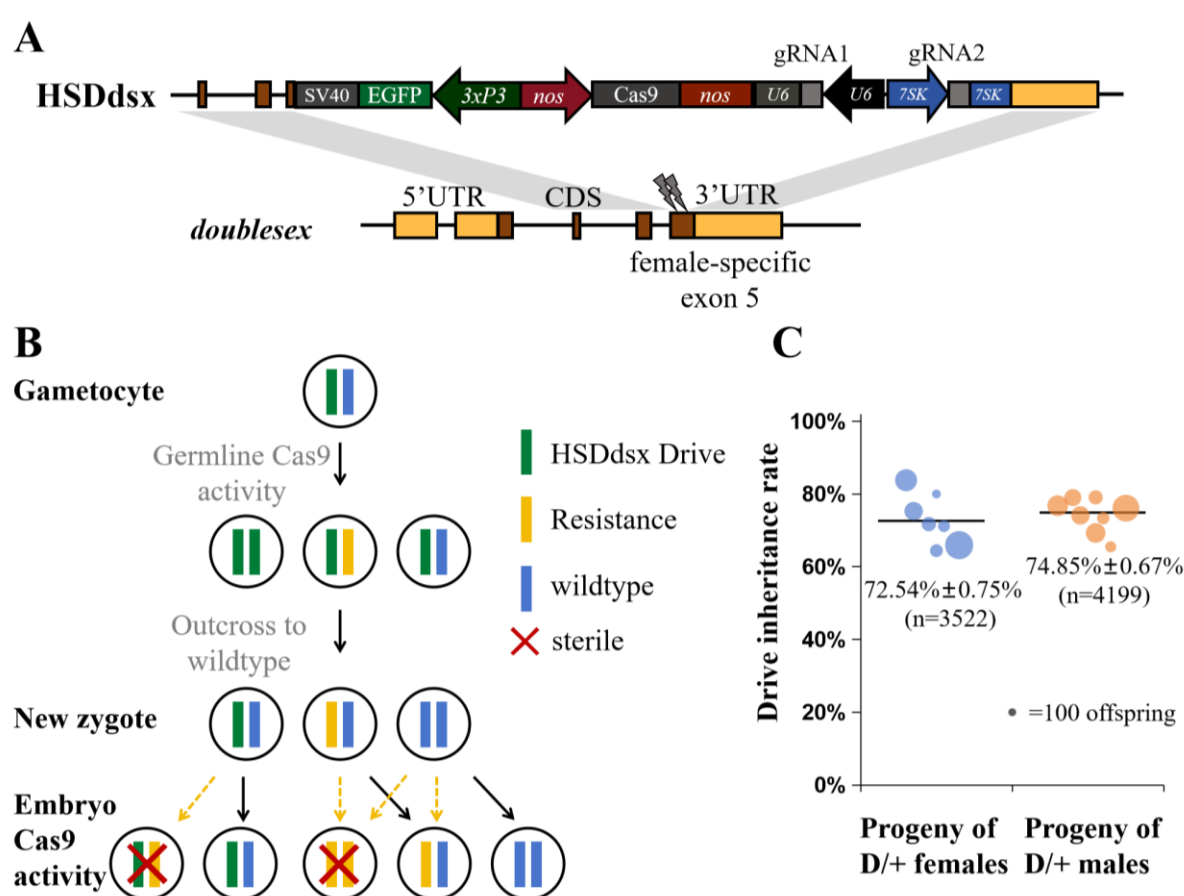 A
gRNA1 gRNA2
HSDdsx SV40 EGFP 3xP3 nos Cas9 nos U6 U6 7SK 7SK
5’UTR CDS 3’UTR
doublesex
female-specific
exon 5
B
Gametocyte
Germline Cas9
activity
Outcross to
wildtype
New zygote
Embryo
Cas9
activity
HSDdsx Drive
Resistance
wildtype
sterile
C
Drive inheritance rate
100%
80%
60%
40%
20%
0%
72.54%±0.75%
(n=3522)
74.85%±0.67%
(n=4199)
=100 offspring
Progeny of
D/+ females
Progeny of
D/+ males